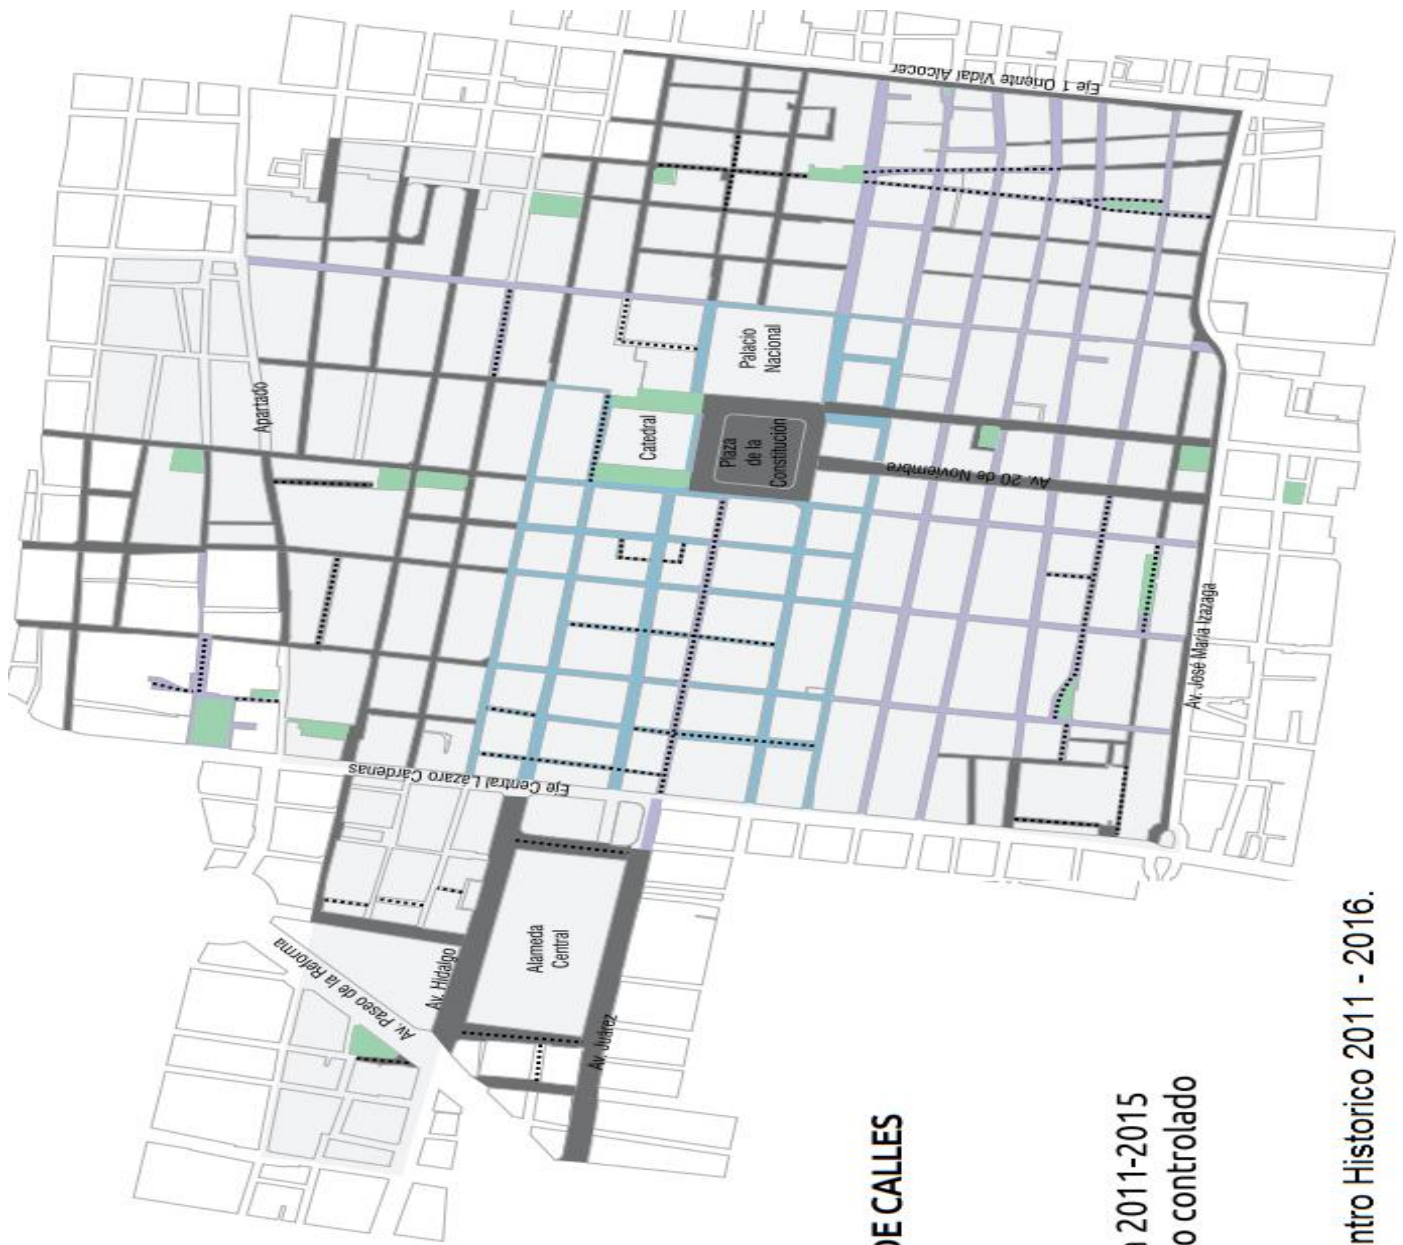 Eje 1 Oriente Vidal Alcocer
Apartado
Palacio
Nacional
Catedral
Plaza
de la
Constitución
Av. 20 de Noviembre
Av. José María Izazaga
Eje Central Lázaro Cárdenas
Av. Paseo de la Reforma
Av. Hidalgo
Alameda
Central
Av. Juárez
DE CALLES
2011-2015
o controlado
ntro Historico 2011 - 2016.